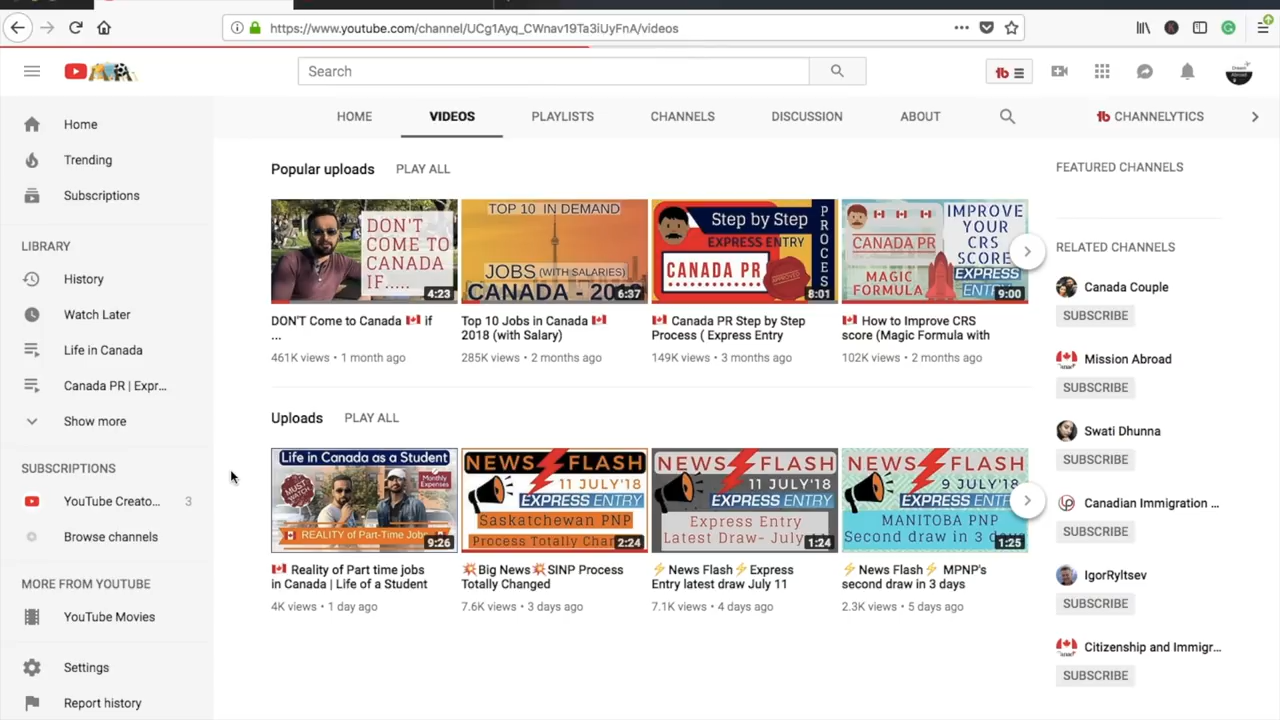 https://www.youtube.com/channel/UCg1Ayq_CWnav19Ta3iUyFnA/videos
Search
HOME
VIDEOS
PLAYLISTS
CHANNELS
DISCUSSION
ABOUT
CHANNELYTICS
Home
Trending
Subscriptions
LIBRARY
History
Watch Later
Life in Canada
Canada PR | Expr...
Show more
SUBSCRIPTIONS
YouTube Creato... 3
Browse channels
MORE FROM YOUTUBE
YouTube Movies
Settings
Report history
Popular uploads PLAY ALL
DON'T
COME TO
CANADA
IF.....
4:23
DON'T Come to Canada 🇨🇦 if
...
461K views • 1 month ago
TOP 10 IN DEMAND
JOBS (WITH SALARIES)
6:37
Top 10 Jobs in Canada 🇨🇦
2018 (with Salary)
285K views • 2 months ago
Step by Step
EXPRESS ENTRY
CANADA PR
PROCES
8:01
🇨🇦 Canada PR Step by Step
Process ( Express Entry
149K views • 3 months ago
CANADA PR
MAGIC
FORMULA
IMPROVE
YOUR
CRS
SCORE
EXPRESS
9:00
🇨🇦 How to Improve CRS
score (Magic Formula with
102K views • 2 months ago
Uploads PLAY ALL
Life in Canada as a Student
MUST
WATCH
Monthly
Expenses
REALITY of Part-Time Jobs
9:26
🇨🇦 Reality of Part time jobs
in Canada | Life of a Student
4K views • 1 day ago
NEWS FLASH
11 JULY'18
EXPRESS ENTRY
Saskatchewan PNP
Process Totally Chan
2:24
💥Big News💥SINP Process
Totally Changed
7.6K views • 3 days ago
NEWS FLASH
11 JULY'18
EXPRESS ENTRY
Express Entry
Latest Draw- July
1:24
⚡News Flash⚡Express
Entry latest draw July 11
7.1K views • 4 days ago
NEWS FLASH
9 JULY'18
EXPRESS ENTR
MANITOBA PNP
Second draw in 3 da
1:25
⚡News Flash⚡ MPNP's
second draw in 3 days
2.3K views • 5 days ago
FEATURED CHANNELS
RELATED CHANNELS
Canada Couple
SUBSCRIBE
Mission Abroad
SUBSCRIBE
Swati Dhunna
SUBSCRIBE
Canadian Immigration ...
SUBSCRIBE
IgorRyltsev
SUBSCRIBE
Citizenship and Immigr...
SUBSCRIBE